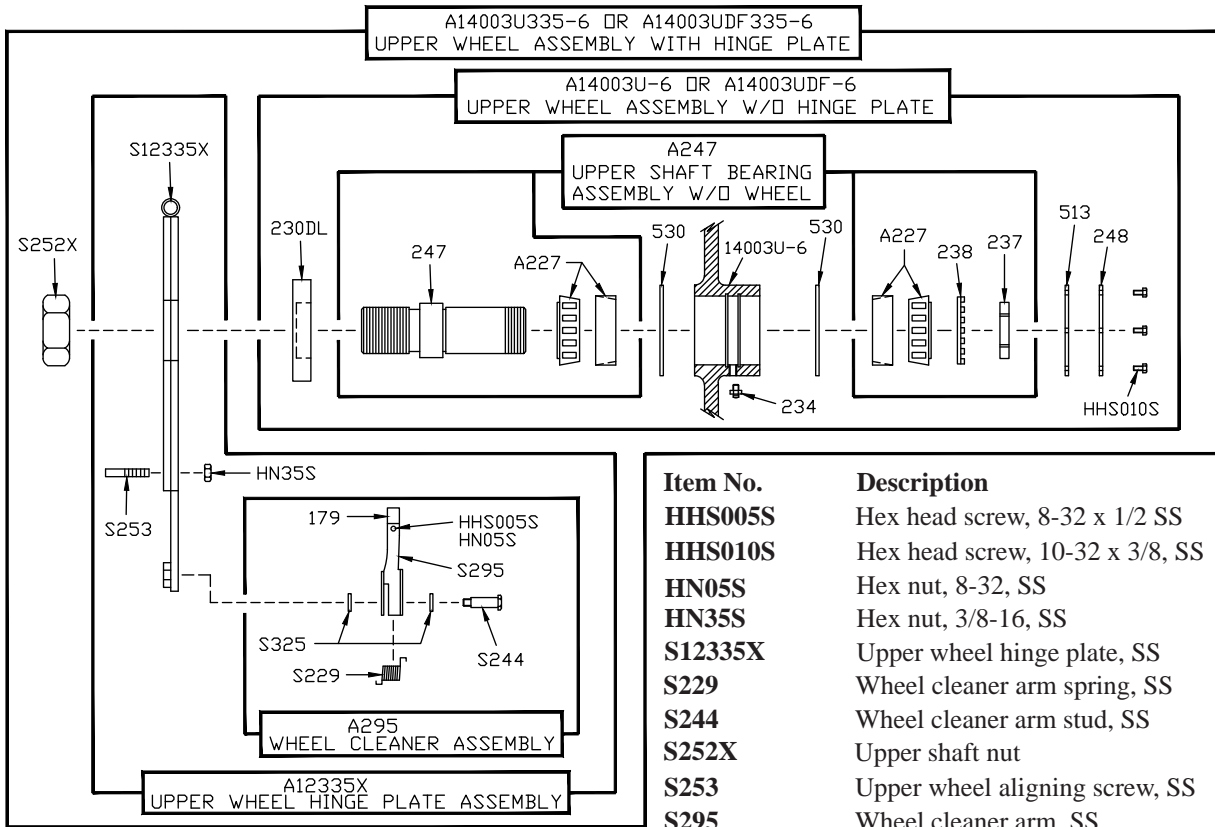 A14003U335-6 OR A14003UDF335-6
UPPER WHEEL ASSEMBLY WITH HINGE PLATE
A14003U-6 OR A14003UDF-6
UPPER WHEEL ASSEMBLY W/O HINGE PLATE
A247
UPPER SHAFT BEARING
ASSEMBLY W/O WHEEL
S12335X
S252X
230DL
247
A227
530
14003U-6
530
A227
238
237
513
248
234
HHS010S
HN35S
S253
179
HHS005S
HN05S
S295
S325
S244
S229
A295
WHEEL CLEANER ASSEMBLY
A12335X
UPPER WHEEL HINGE PLATE ASSEMBLY
Item No. Description
HHS005S Hex head screw, 8-32 x 1/2 SS
HHS010S Hex head screw, 10-32 x 3/8, SS
HN05S Hex nut, 8-32, SS
HN35S Hex nut, 3/8-16, SS
S12335X Upper wheel hinge plate, SS
S229 Wheel cleaner arm spring, SS
S244 Wheel cleaner arm stud, SS
S252X Upper shaft nut
S253 Upper wheel aligning screw, SS
S295 Wheel cleaner arm, SS